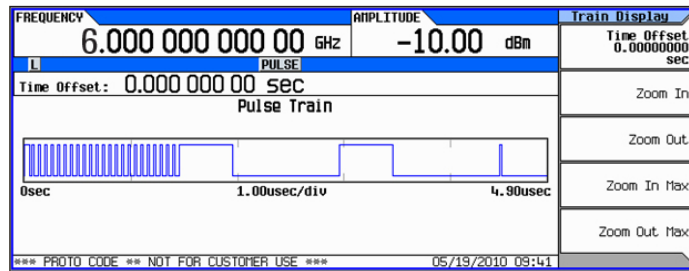 FREQUENCY AMPLITUDE Train Display
6.000 000 000 00 GHz -10.00 dBm
Time Offset
0.00000000
sec
L PULSE
Time Offset: 0.000 000 00 sec
Zoom In
Pulse Train
Zoom Out
0sec 1.00usec/div 4.90usec
Zoom In Max
Zoom Out Max
*** PROTO CODE ** NOT FOR CUSTOMER USE *** 05/19/2010 09:41